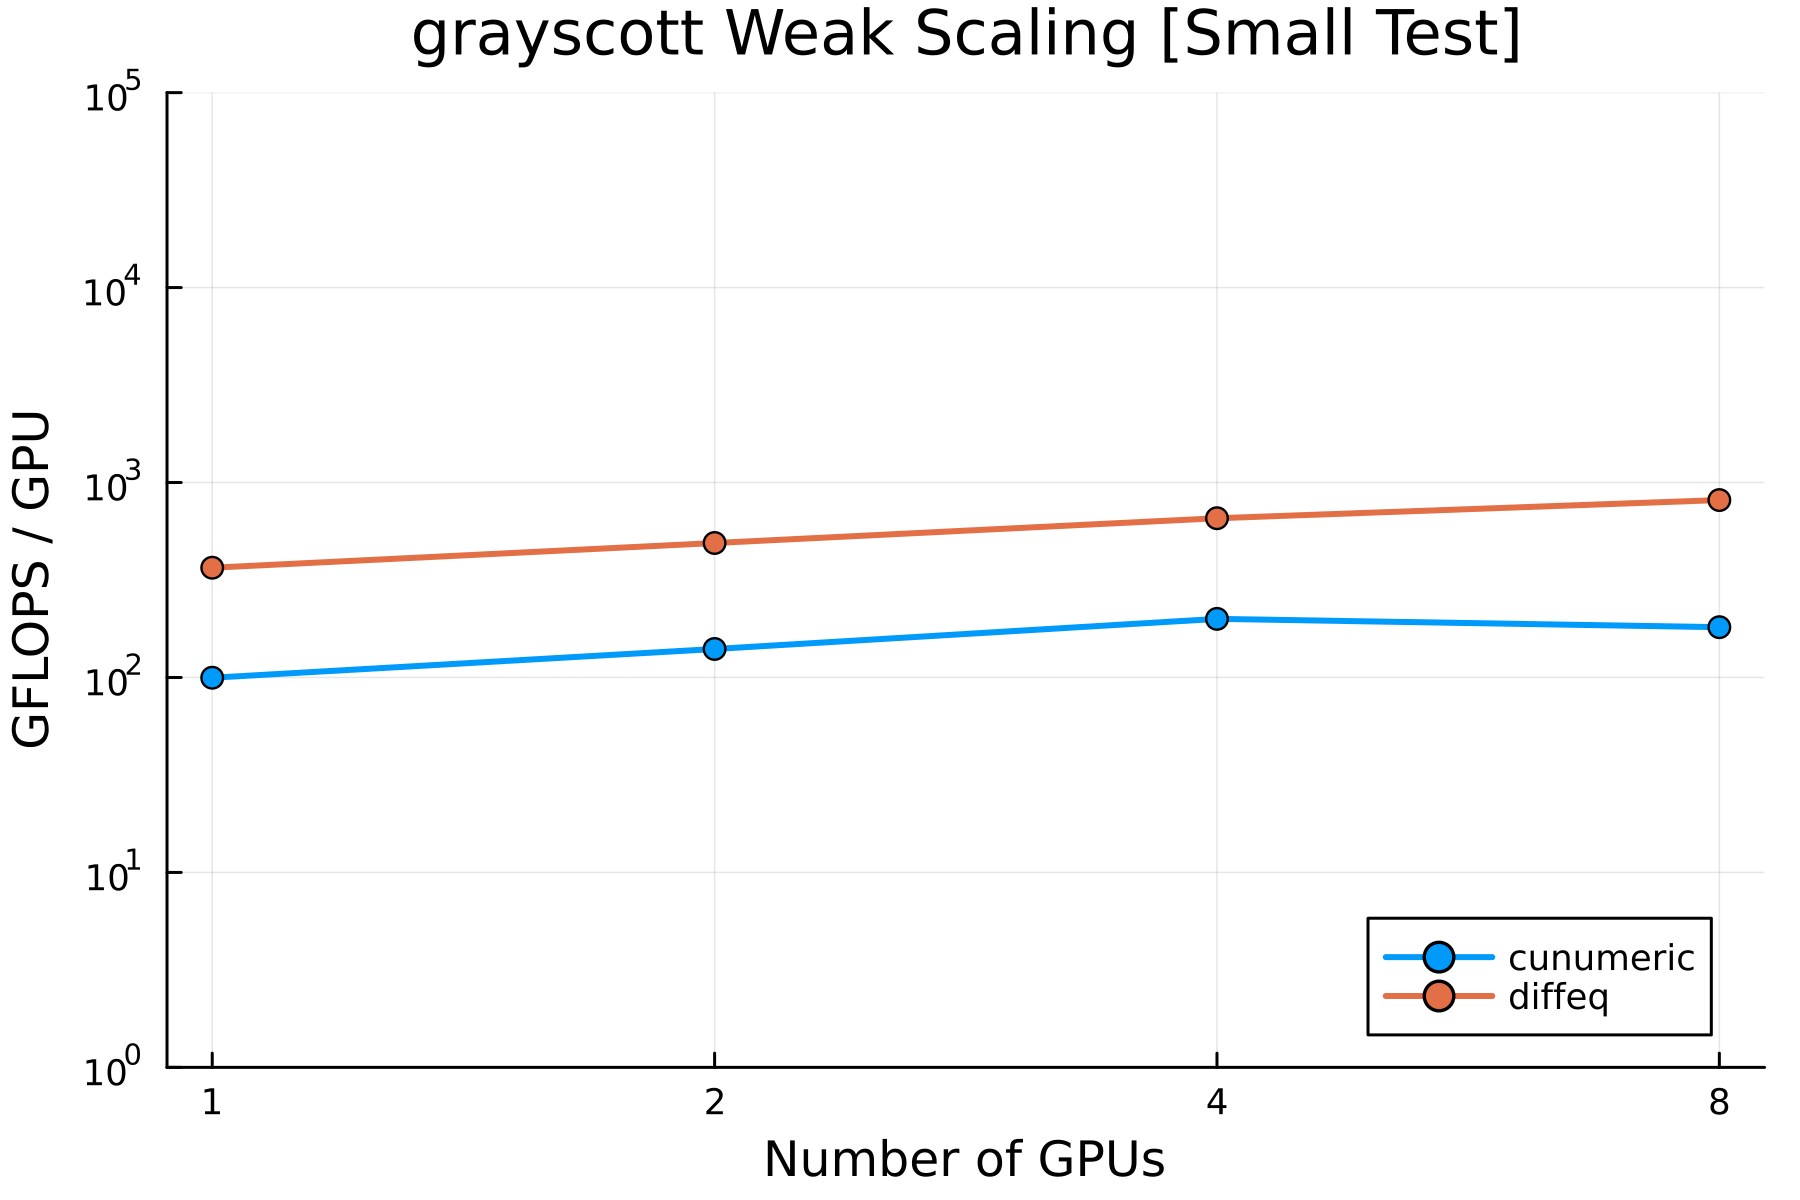 grayscott Weak Scaling [Small Test]
10^5
10^4
10^3
10^2
10^1
10^0
GFLOPS / GPU
1 2 4 8
Number of GPUs
cunumeric
diffeq